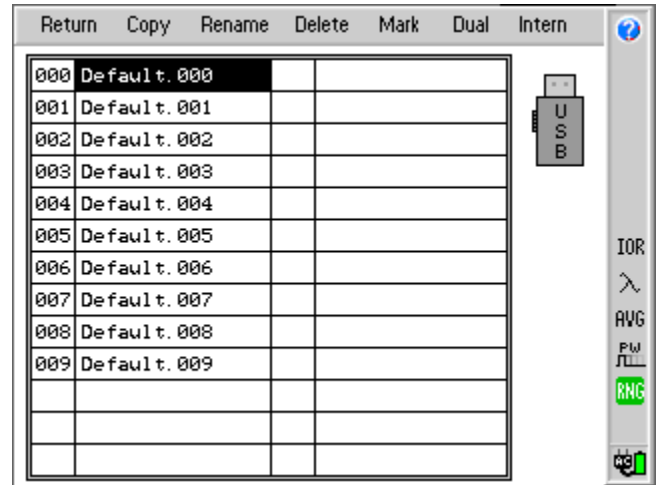 Return Copy Rename Delete Mark Dual Intern ?
000 Default.000
001 Default.001
002 Default.002
003 Default.003
004 Default.004
005 Default.005
006 Default.006
007 Default.007
008 Default.008
009 Default.009
U
S
B
IOR
λ
AVG
PW
RNG
AC